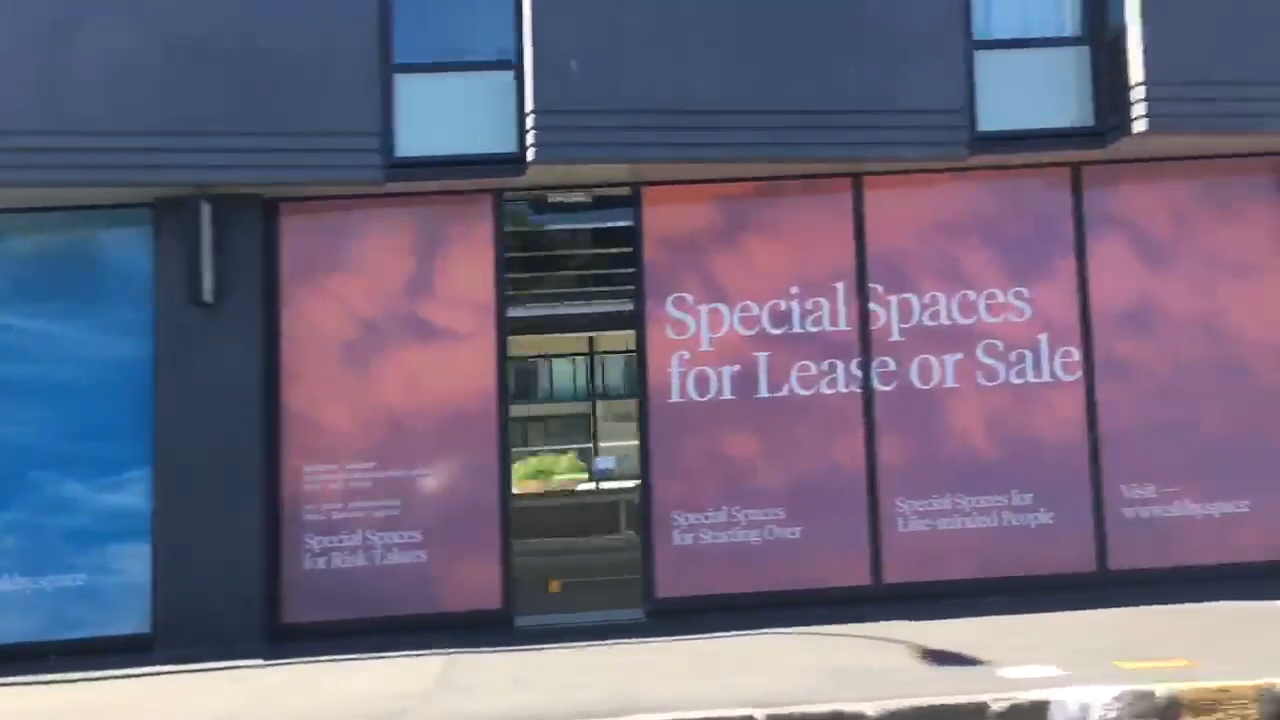 Special Spaces
for Lease or Sale
Special Spaces
for Risk Takers
Special Spaces
for Starting Over
Special Spaces for
Like-minded People
Visit —